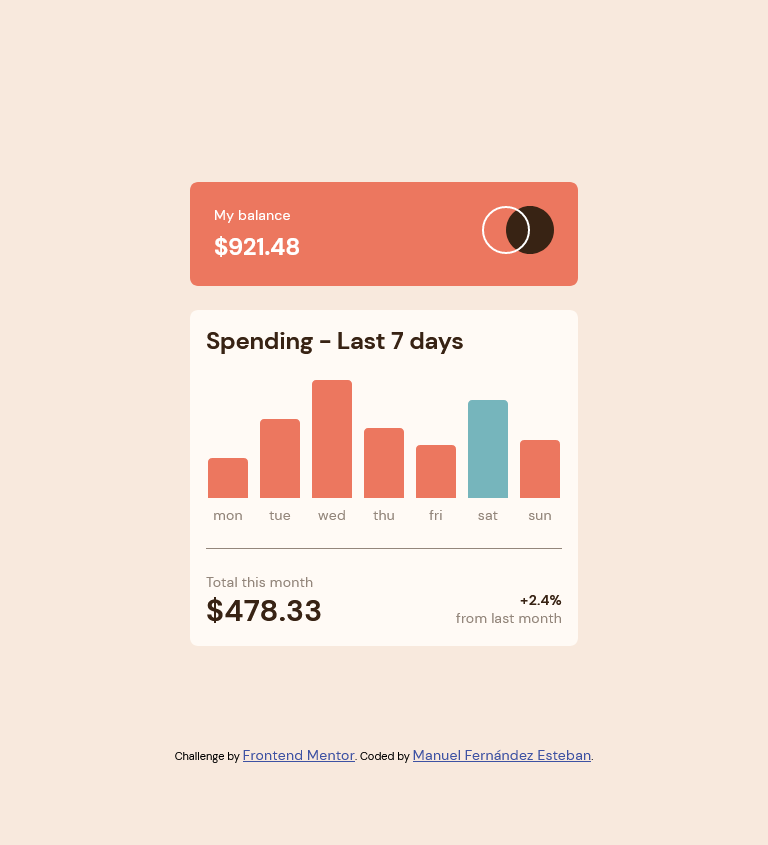 My balance
$921.48
Spending - Last 7 days
mon tue wed thu fri sat sun
Total this month
$478.33
+2.4%
from last month
Challenge by Frontend Mentor. Coded by Manuel Fernández Esteban.